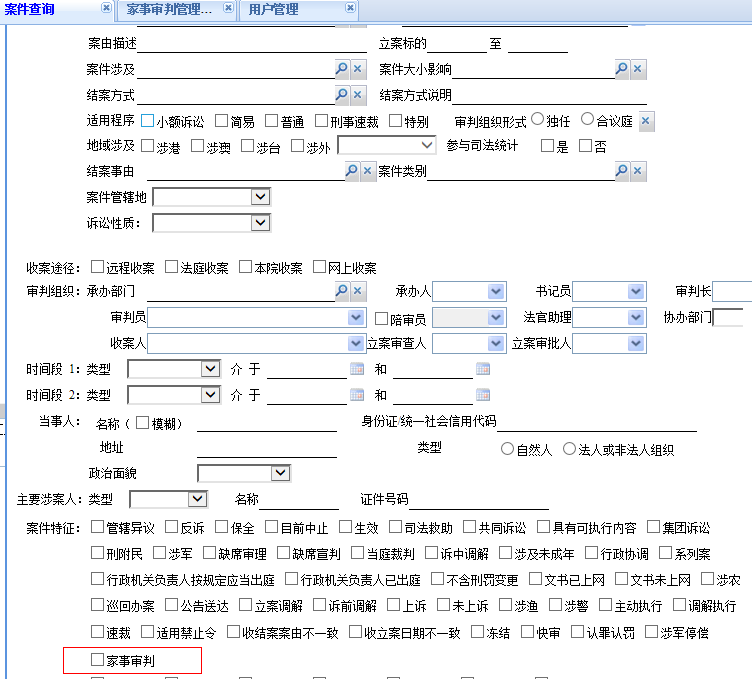 案件查询 家事审判管理... 用户管理
案由描述 立案标的 至
案件涉及 案件大小影响
结案方式 结案方式说明
适用程序 小额诉讼 简易 普通 刑事速裁 特别 审判组织形式 独任 合议庭
地域涉及 涉港 涉澳 涉台 涉外 参与司法统计 是 否
结案事由 案件类别
案件管辖地
诉讼性质：
收案途径： 远程收案 法庭收案 本院收案 网上收案
审判组织： 承办部门 承办人 书记员 审判长
审判员 陪审员 法官助理 协办部门
收案人 立案审查人 立案审批人
时间段 1： 类型 介 于 和
时间段 2： 类型 介 于 和
当事人： 名称（ 模糊） 身份证/统一社会信用代码
地址 类型 自然人 法人或非法人组织
政治面貌
主要涉案人： 类型 名称 证件号码
案件特征： 管辖异议 反诉 保全 目前中止 生效 司法救助 共同诉讼 具有可执行内容 集团诉讼
刑附民 涉军 缺席审理 缺席宣判 当庭裁判 诉中调解 涉及未成年 行政协调 系列案
行政机关负责人按规定应当出庭 行政机关负责人已出庭 不含刑罚变更 文书已上网 文书未上网 涉农
巡回办案 公告送达 立案调解 诉前调解 上诉 未上诉 涉渔 涉警 主动执行 调解执行
速裁 适用禁止令 收结案案由不一致 收立案日期不一致 冻结 快审 认罪认罚 涉军停偿
家事审判